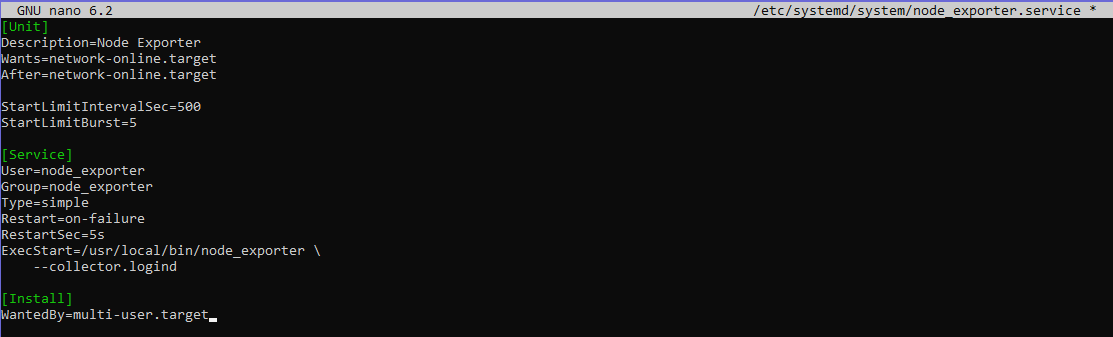 GNU nano 6.2 /etc/systemd/system/node_exporter.service *
[Unit]
Description=Node Exporter
Wants=network-online.target
After=network-online.target
StartLimitIntervalSec=500
StartLimitBurst=5
[Service]
User=node_exporter
Group=node_exporter
Type=simple
Restart=on-failure
RestartSec=5s
ExecStart=/usr/local/bin/node_exporter \
    --collector.logind
[Install]
WantedBy=multi-user.target